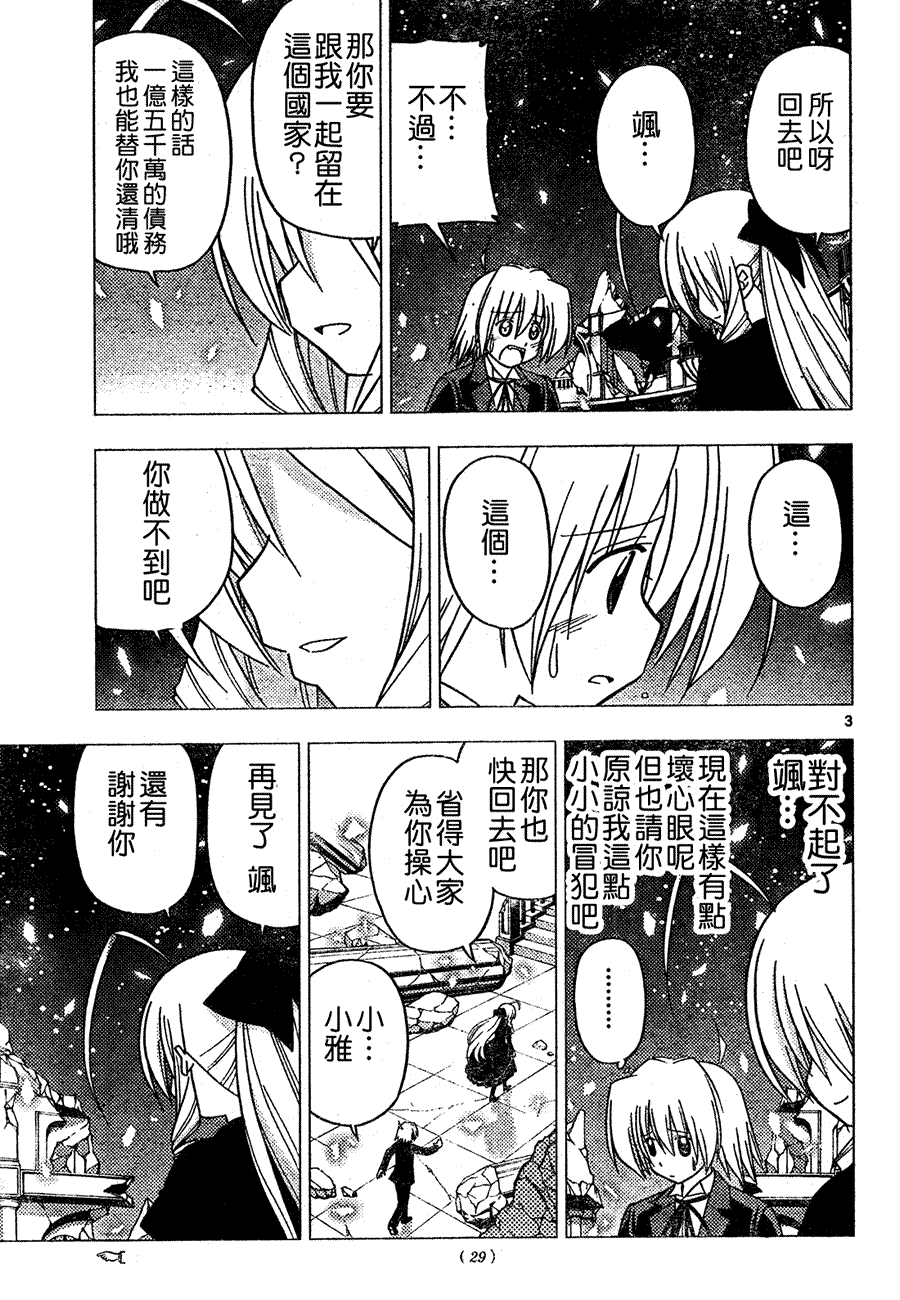 所以呀
回去吧
颯…
不…
不過…
那你要
跟我一起留在
這個國家？
這樣的話
一億五千萬的債務
我也能替你還清哦
這…
這個…
你做不到吧
3
對不起了
颯…
現在這樣有點
壞心眼呢
但也請你
原諒我這點
小小的冒犯吧
………
那你也
快回去吧
省得大家
為你操心
小…
小雅
再見了 颯
還有
謝謝你
(29)